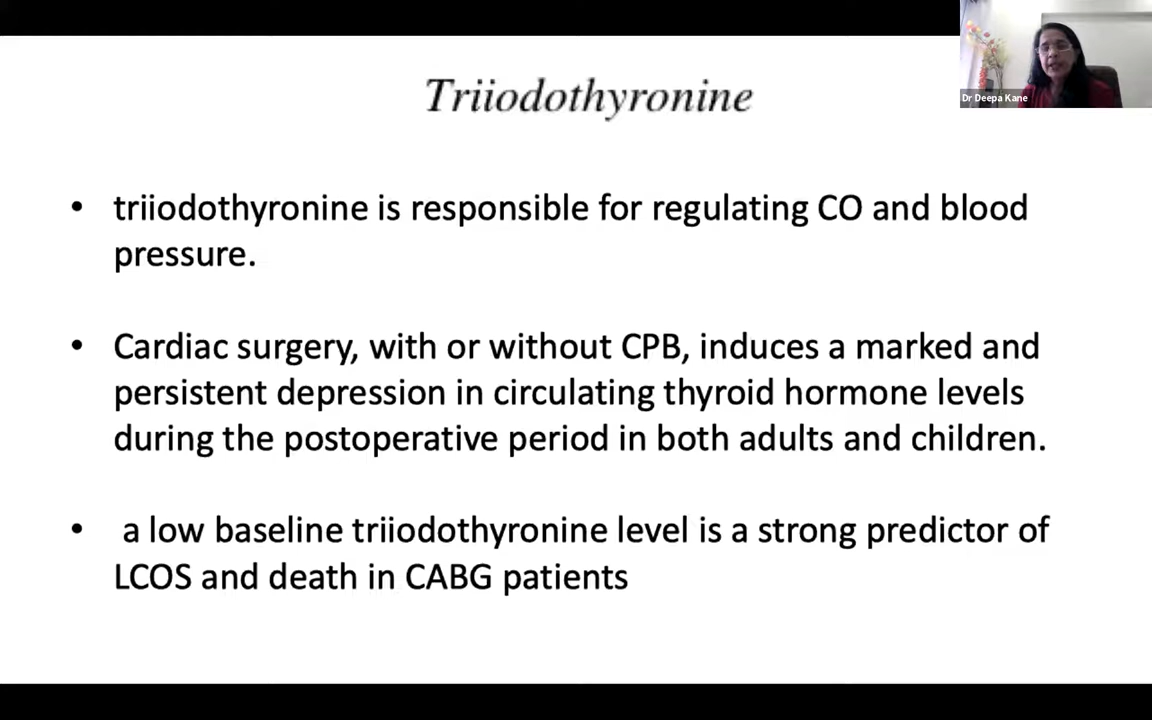 Dr Deepa Kane
Triiodothyronine
• triiodothyronine is responsible for regulating CO and blood
pressure.
• Cardiac surgery, with or without CPB, induces a marked and
persistent depression in circulating thyroid hormone levels
during the postoperative period in both adults and children.
• a low baseline triiodothyronine level is a strong predictor of
LCOS and death in CABG patients